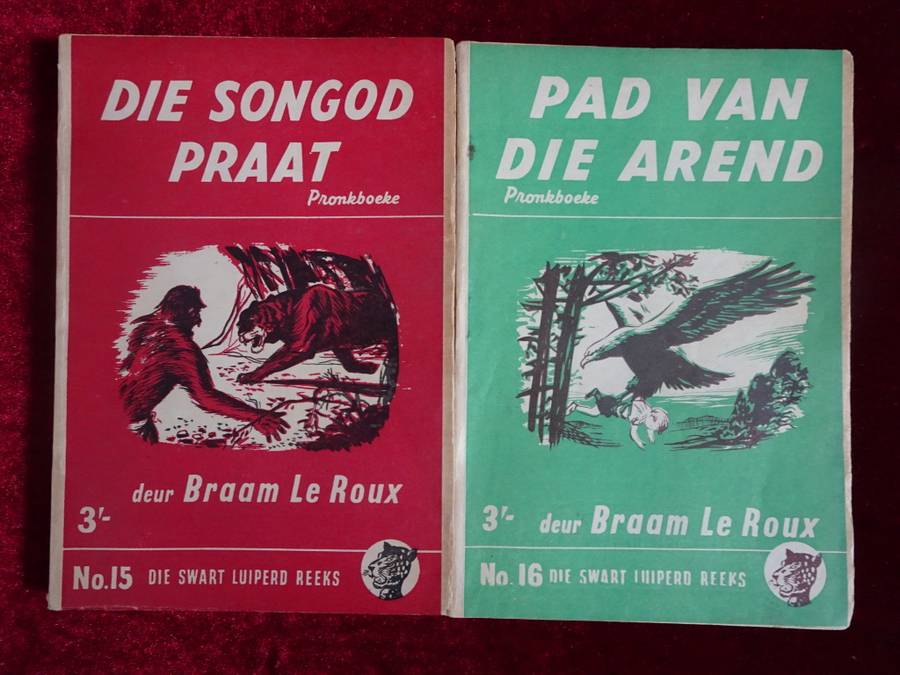 DIE SONGOD
PRAAT
Pronkboeke
deur Braam Le Roux
3'-
No.15 DIE SWART LUIPERD REEKS
PAD VAN
DIE AREND
Pronkboeke
3'- deur Braam Le Roux
No. 16 DIE SWART LUIPERD REEKS